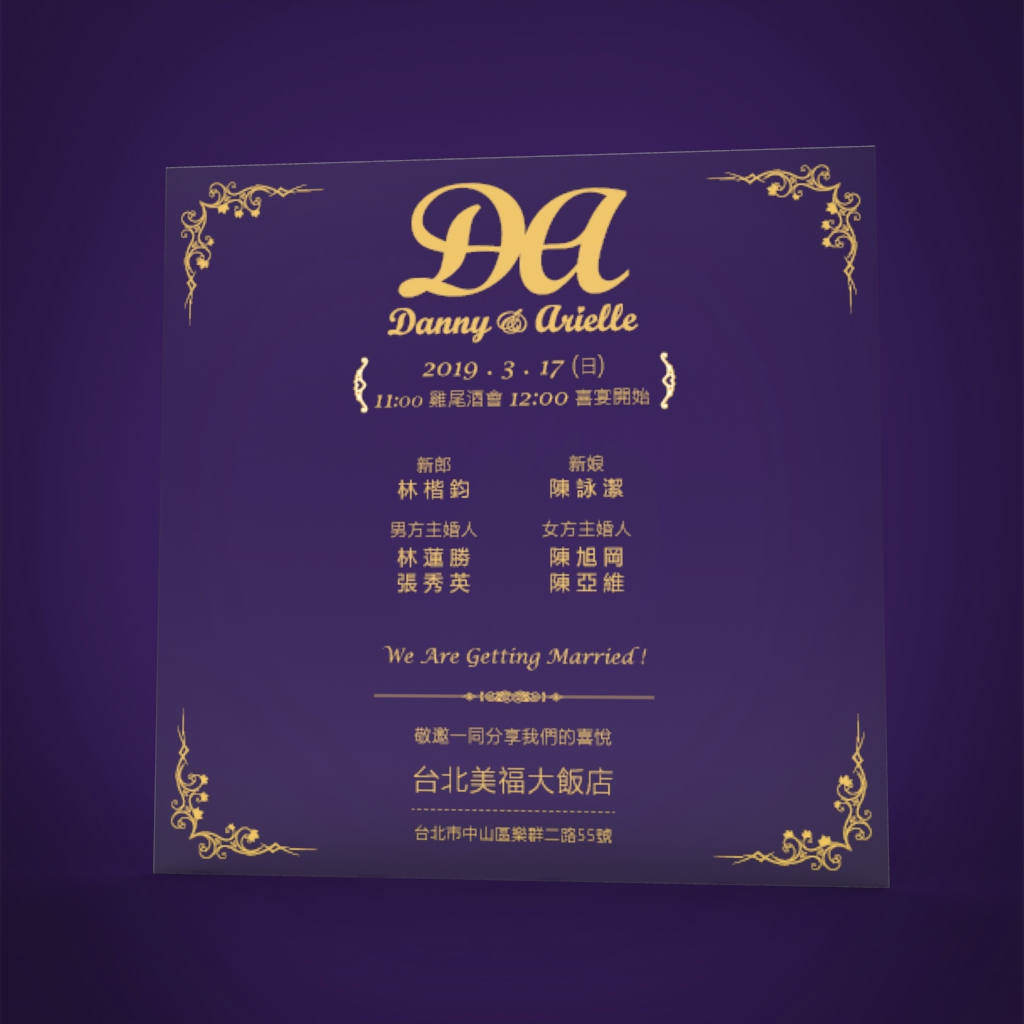 DA
Danny & Arielle
2019 . 3 . 17 (日)
11:00 雞尾酒會 12:00 喜宴開始
新郎 新娘
林楷鈞 陳詠潔
男方主婚人 女方主婚人
林蓮勝 陳旭岡
張秀英 陳亞維
We Are Getting Married !
敬邀一同分享我們的喜悅
台北美福大飯店
台北市中山區樂群二路55號